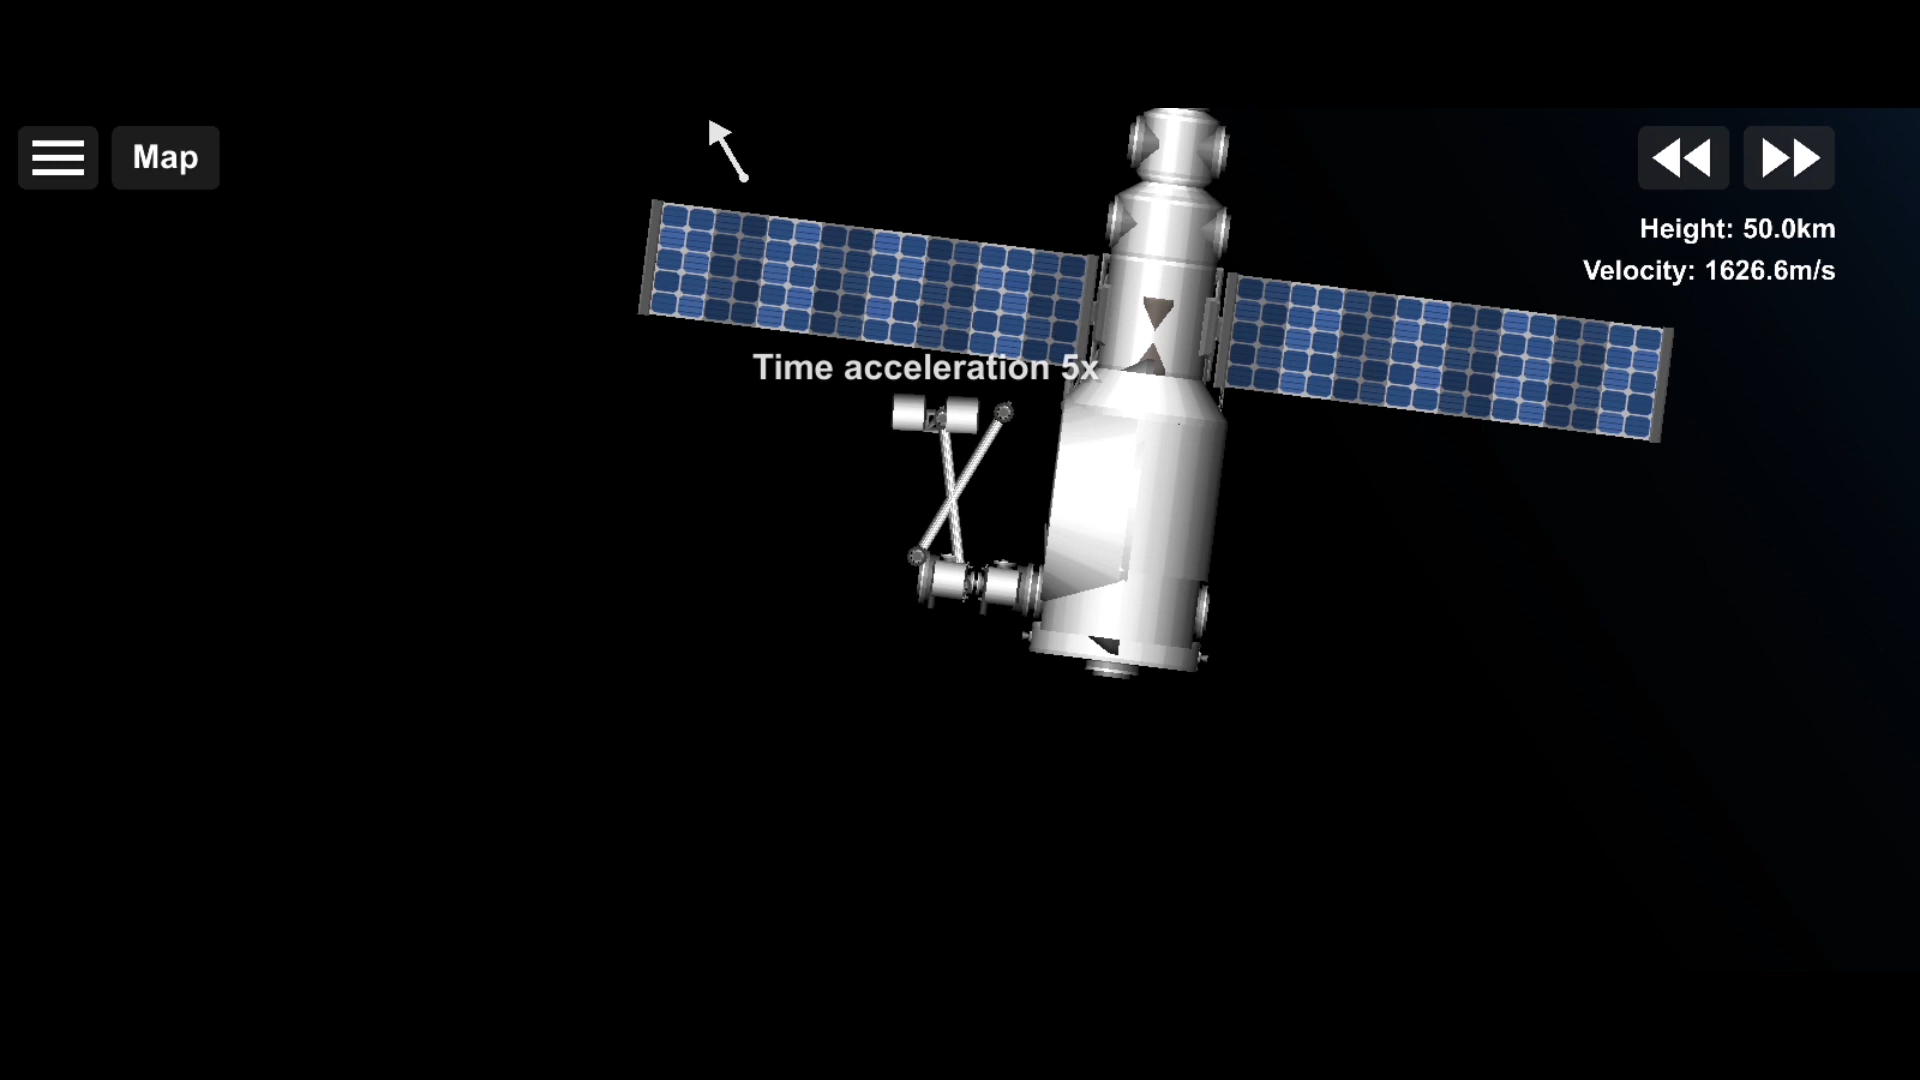 Map
Height: 50.0km
Velocity: 1626.6m/s
Time acceleration 5x